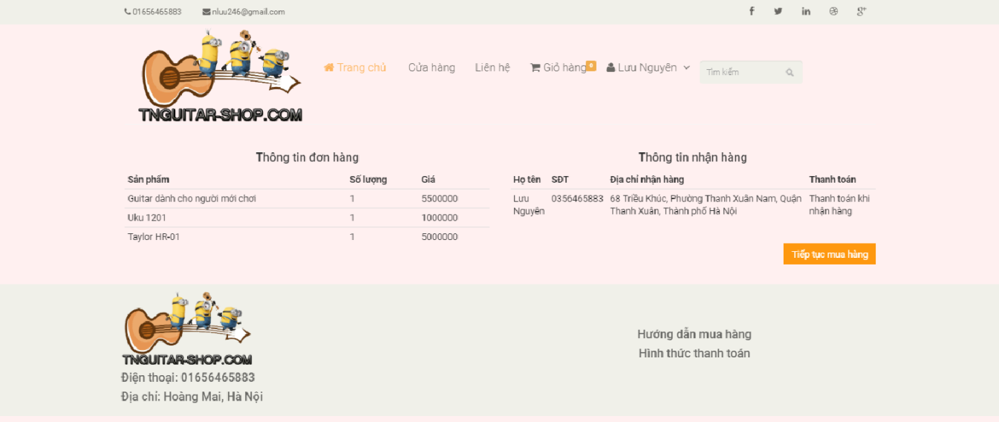 01656465883 nluu246@gmail.com
TNGUITAR-SHOP.COM
Trang chủ Cửa hàng Liên hệ Giỏ hàng 0 Lưu Nguyên Tìm kiếm
Thông tin đơn hàng
Sản phẩm Số lượng Giá
Guitar dành cho người mới chơi 1 5500000
Uku 1201 1 1000000
Taylor HR-01 1 5000000
Thông tin nhận hàng
Họ tên SĐT Địa chỉ nhận hàng Thanh toán
Lưu 0356465883 68 Triều Khúc, Phường Thanh Xuân Nam, Quận Thanh toán khi
Nguyên Thanh Xuân, Thành phố Hà Nội nhận hàng
Tiếp tục mua hàng
TNGUITAR-SHOP.COM
Điện thoại: 01656465883
Địa chỉ: Hoàng Mai, Hà Nội
Hướng dẫn mua hàng
Hình thức thanh toán